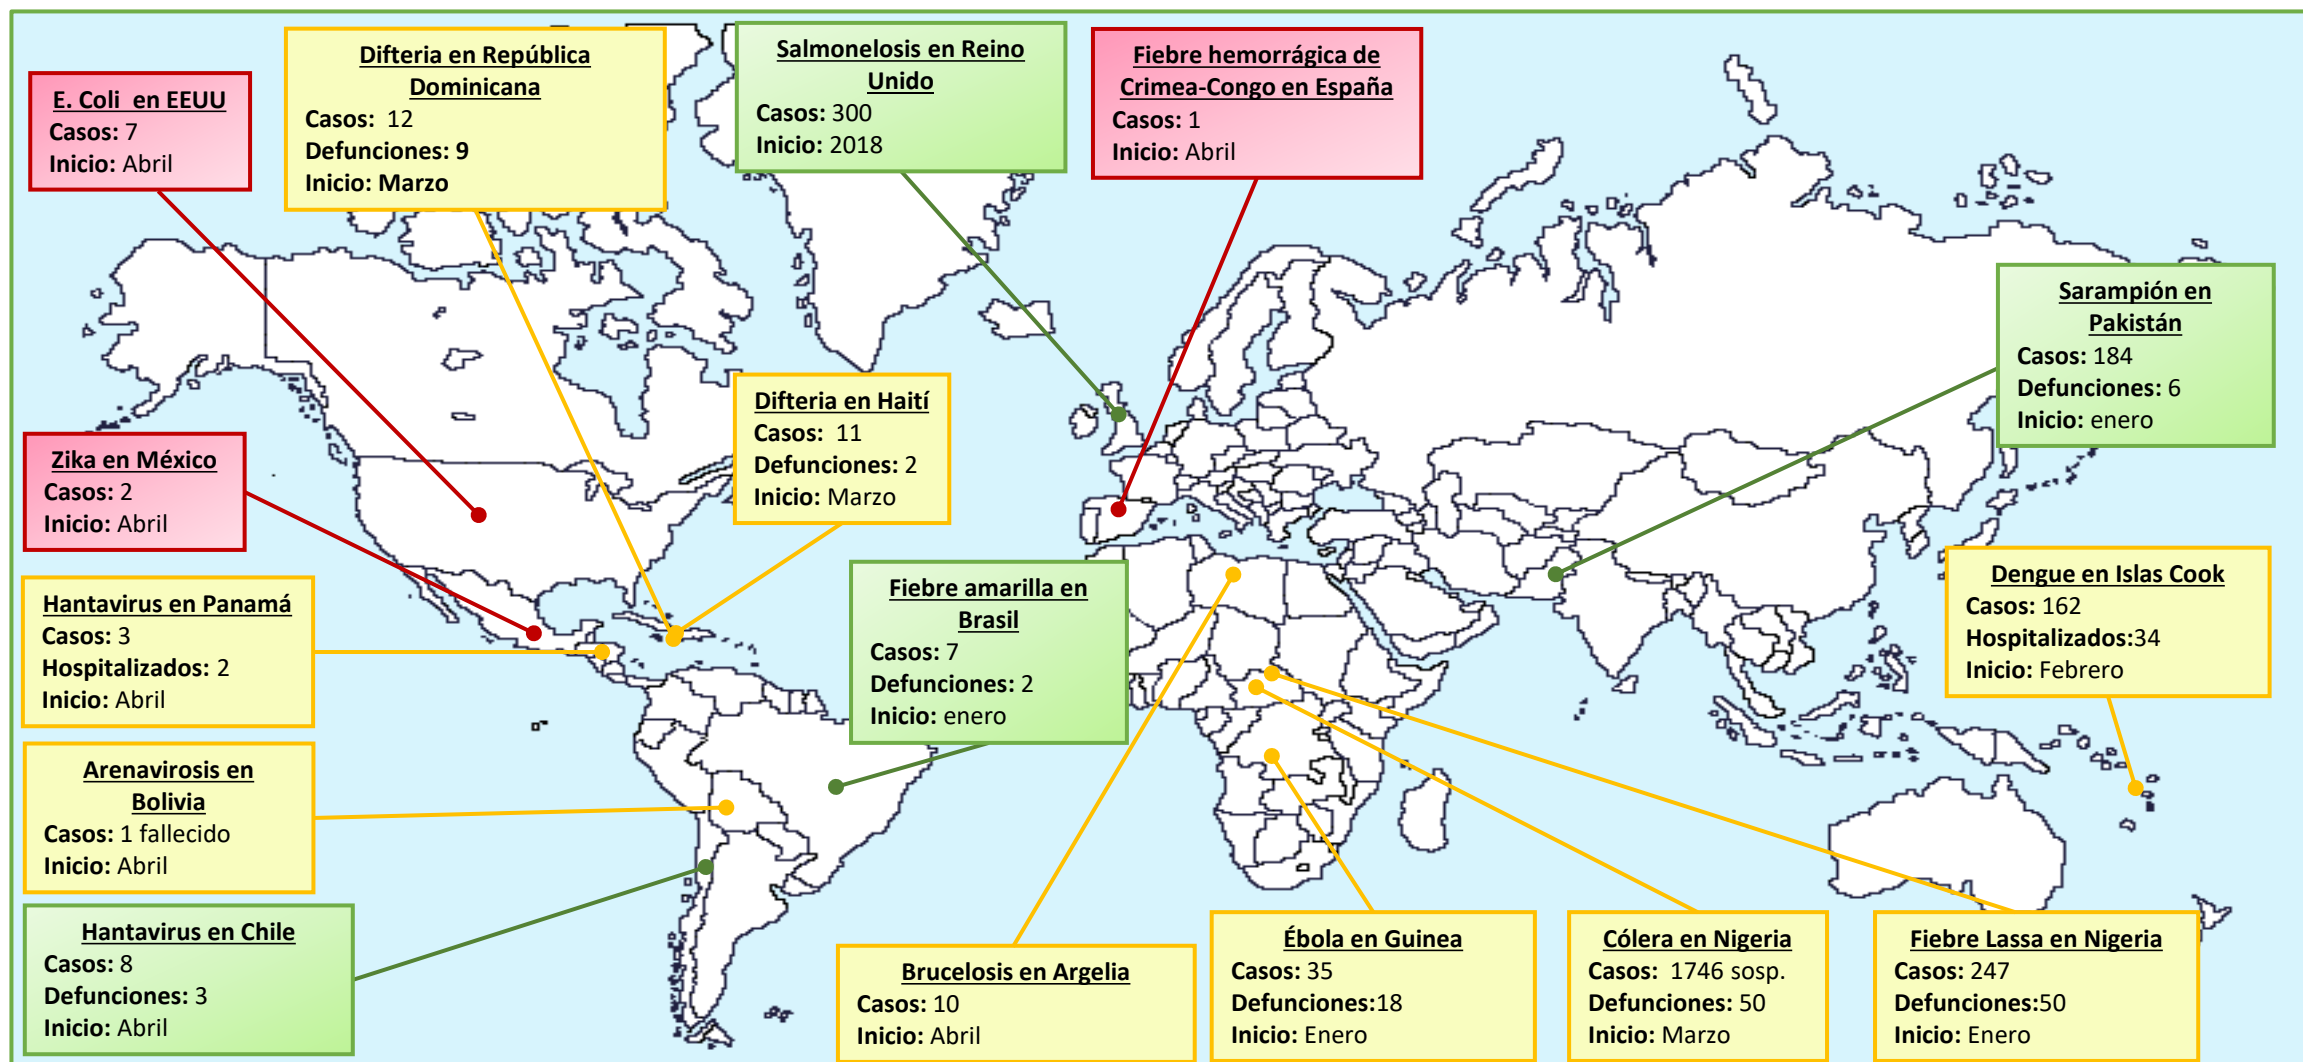 E. Coli  en EEUU
Casos: 7
Inicio: Abril
Difteria en República
Dominicana
Casos:  12
Defunciones: 9
Inicio: Marzo
Salmonelosis en Reino
Unido
Casos: 300
Inicio: 2018
Fiebre hemorrágica de
Crimea-Congo en España
Casos: 1
Inicio: Abril
Sarampión en
Pakistán
Casos: 184
Defunciones: 6
Inicio: enero
Difteria en Haití
Casos:  11
Defunciones: 2
Inicio: Marzo
Zika en México
Casos: 2
Inicio: Abril
Hantavirus en Panamá
Casos: 3
Hospitalizados: 2
Inicio: Abril
Fiebre amarilla en
Brasil
Casos: 7
Defunciones: 2
Inicio: enero
Dengue en Islas Cook
Casos: 162
Hospitalizados:34
Inicio: Febrero
Arenavirosis en
Bolivia
Casos: 1 fallecido
Inicio: Abril
Hantavirus en Chile
Casos: 8
Defunciones: 3
Inicio: Abril
Brucelosis en Argelia
Casos: 10
Inicio: Abril
Ébola en Guinea
Casos: 35
Defunciones:18
Inicio: Enero
Cólera en Nigeria
Casos:  1746 sosp.
Defunciones: 50
Inicio: Marzo
Fiebre Lassa en Nigeria
Casos: 247
Defunciones:50
Inicio: Enero